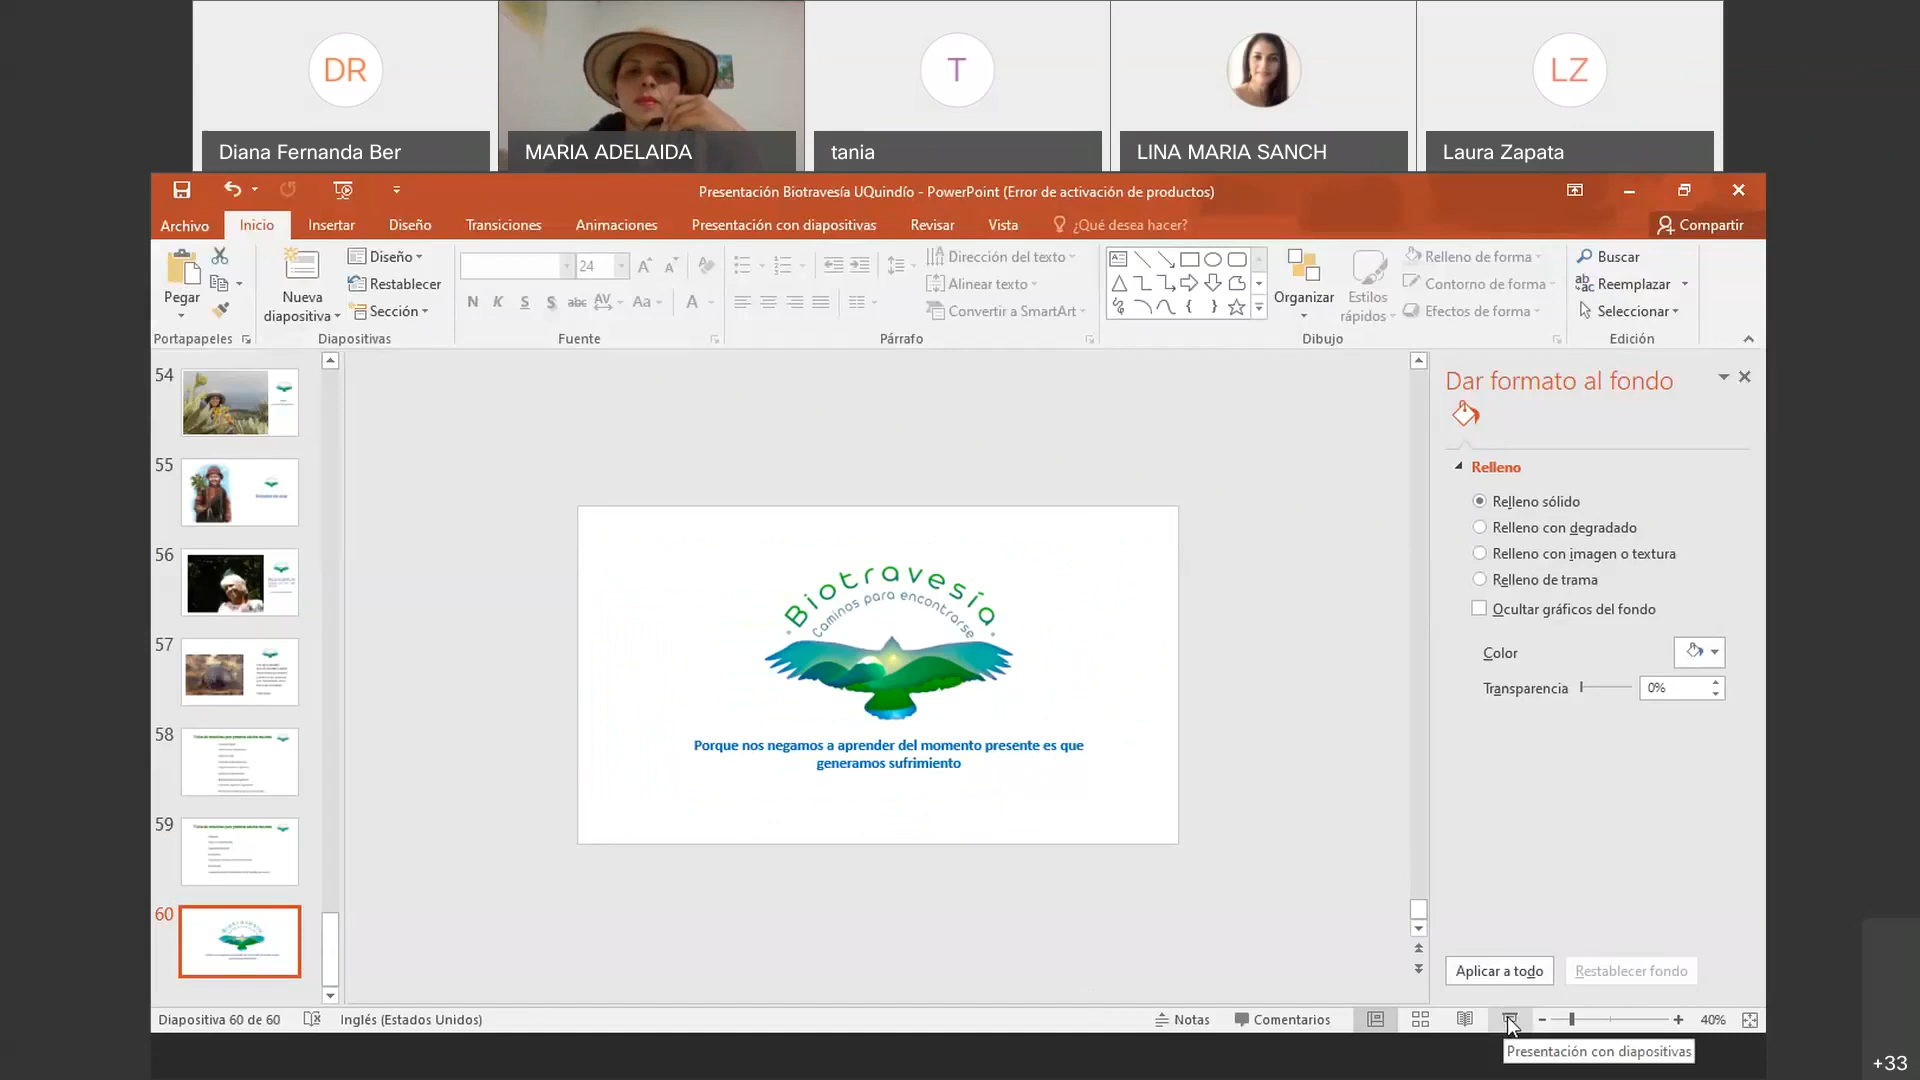 DR
T
LZ
Diana Fernanda Ber
MARIA ADELAIDA
tania
LINA MARIA SANCH
Laura Zapata
Presentación Biotravesía UQuindío - PowerPoint (Error de activación de productos)
Archivo
Inicio
Insertar
Diseño
Transiciones
Animaciones
Presentación con diapositivas
Revisar
Vista
¿Qué desea hacer?
Compartir
Pegar
Portapapeles
Nueva
diapositiva
Diseño
Restablecer
Sección
Diapositivas
24
N K S S abc AV Aa A
Fuente
Dirección del texto
Alinear texto
Convertir a SmartArt
Párrafo
Organizar
Estilos
rápidos
Relleno de forma
Contorno de forma
Efectos de forma
Dibujo
Buscar
Reemplazar
Seleccionar
Edición
54
55
56
57
58
59
60
Biotravesía
Caminos para encontrarse
Porque nos negamos a aprender del momento presente es que
generamos sufrimiento
Dar formato al fondo
Relleno
Relleno sólido
Relleno con degradado
Relleno con imagen o textura
Relleno de trama
Ocultar gráficos del fondo
Color
Transparencia
0%
Aplicar a todo
Restablecer fondo
Diapositiva 60 de 60
Inglés (Estados Unidos)
Notas
Comentarios
40%
Presentación con diapositivas
+33